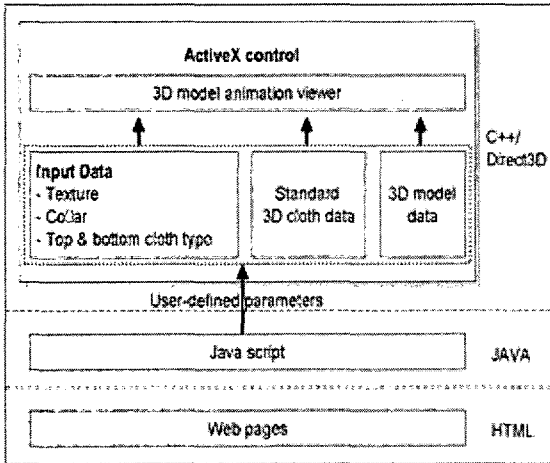 ActiveX control
3D model animation viewer
C++/
Direct3D
Input Data
- Texture
- Collar
- Top & bottom cloth type
Standard
3D cloth data
3D model
data
User-defined parameters
Java script
JAVA
Web pages
HTML